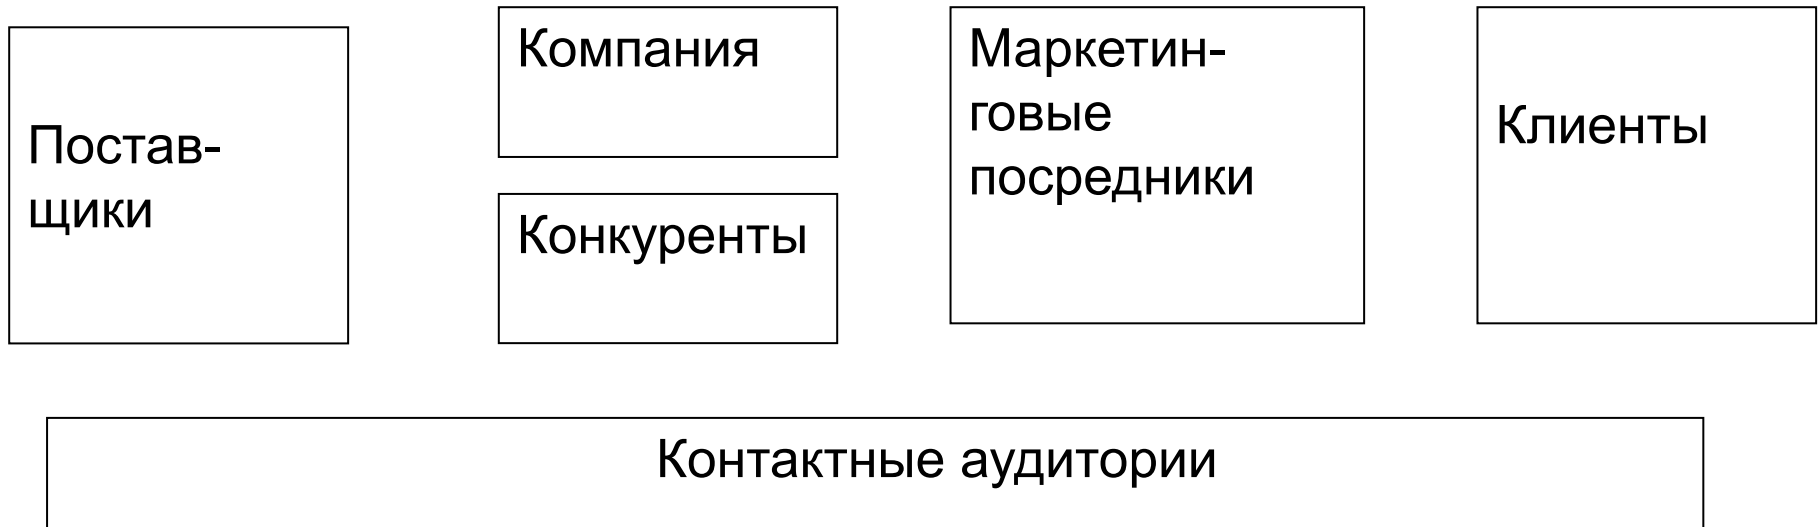 Постав-
щики
Компания
Конкуренты
Маркетин-
говые
посредники
Клиенты
Контактные аудитории